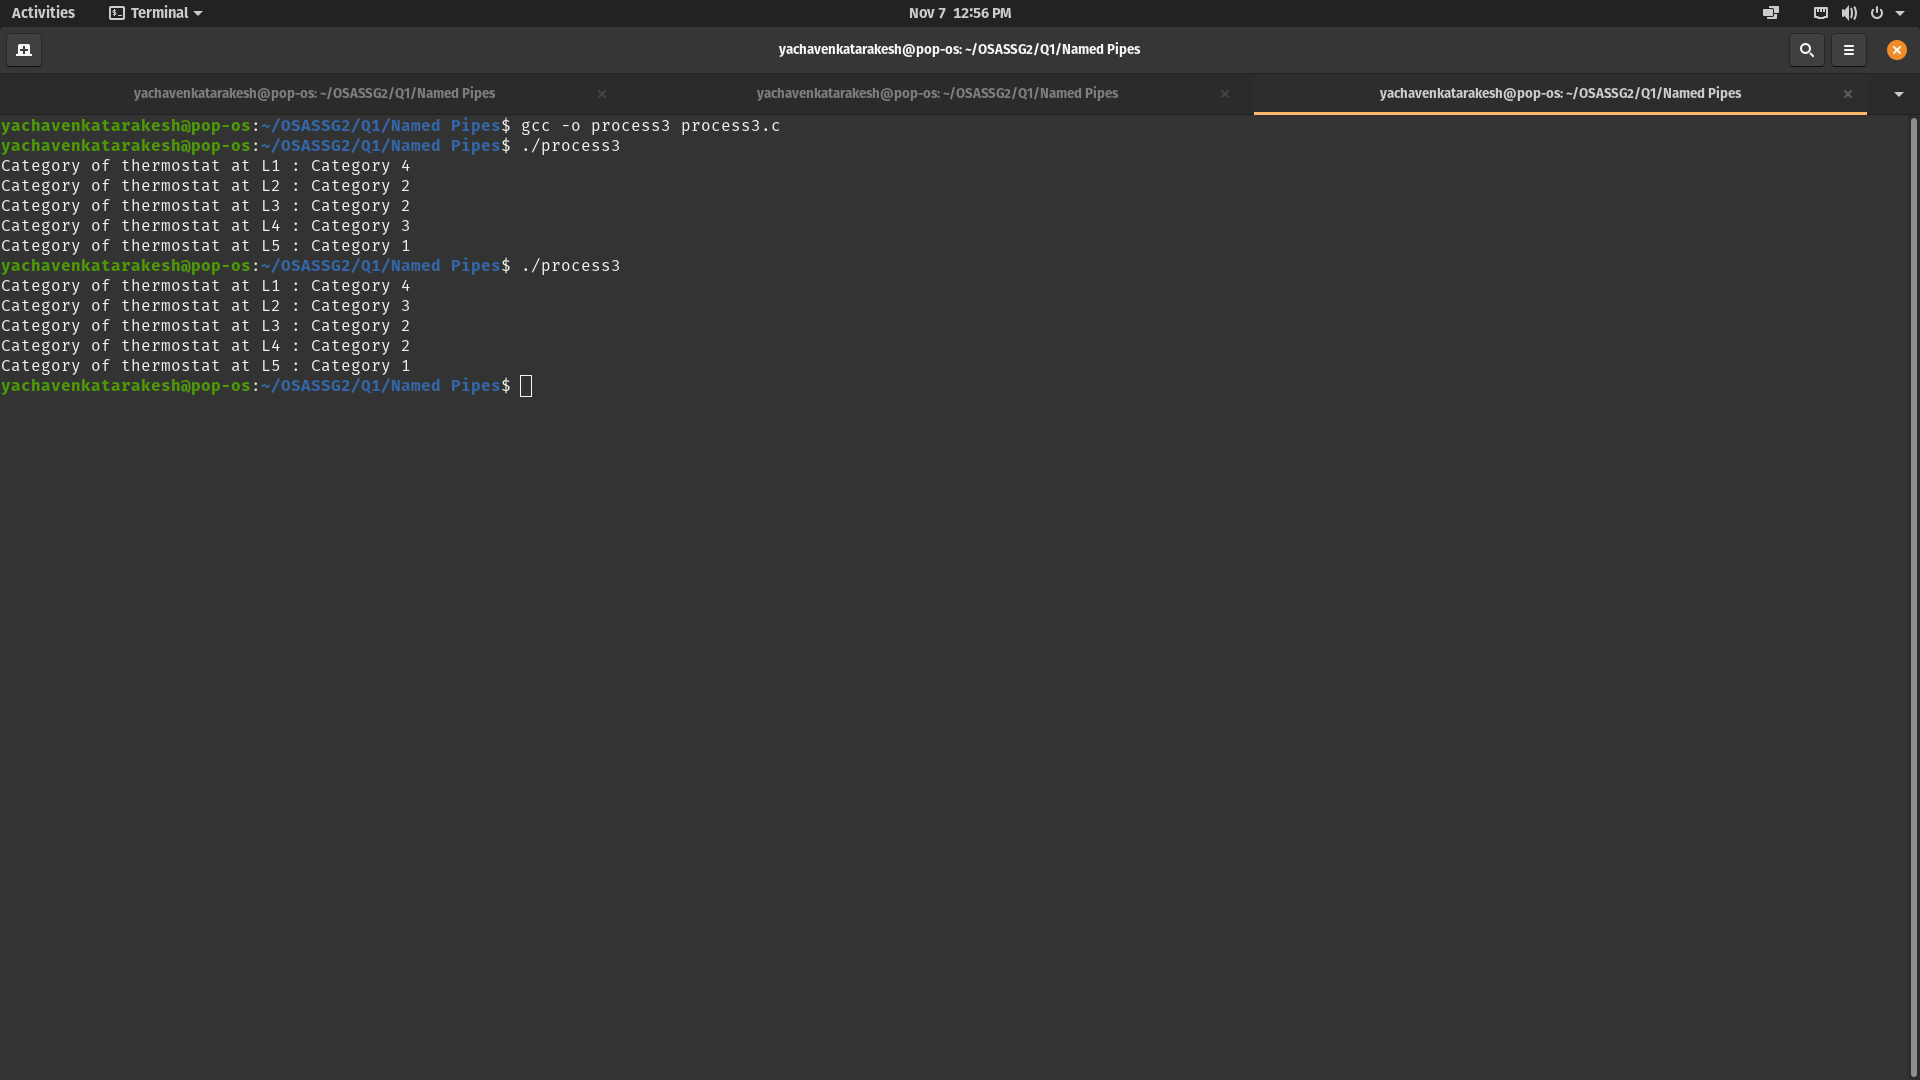 Activities Terminal Nov 7 12:56 PM
yachavenkatarakesh@pop-os: ~/OSASSG2/Q1/Named Pipes
yachavenkatarakesh@pop-os: ~/OSASSG2/Q1/Named Pipes yachavenkatarakesh@pop-os: ~/OSASSG2/Q1/Named Pipes yachavenkatarakesh@pop-os: ~/OSASSG2/Q1/Named Pipes
yachavenkatarakesh@pop-os:~/OSASSG2/Q1/Named Pipes$ gcc -o process3 process3.c
yachavenkatarakesh@pop-os:~/OSASSG2/Q1/Named Pipes$ ./process3
Category of thermostat at L1 : Category 4
Category of thermostat at L2 : Category 2
Category of thermostat at L3 : Category 2
Category of thermostat at L4 : Category 3
Category of thermostat at L5 : Category 1
yachavenkatarakesh@pop-os:~/OSASSG2/Q1/Named Pipes$ ./process3
Category of thermostat at L1 : Category 4
Category of thermostat at L2 : Category 3
Category of thermostat at L3 : Category 2
Category of thermostat at L4 : Category 2
Category of thermostat at L5 : Category 1
yachavenkatarakesh@pop-os:~/OSASSG2/Q1/Named Pipes$